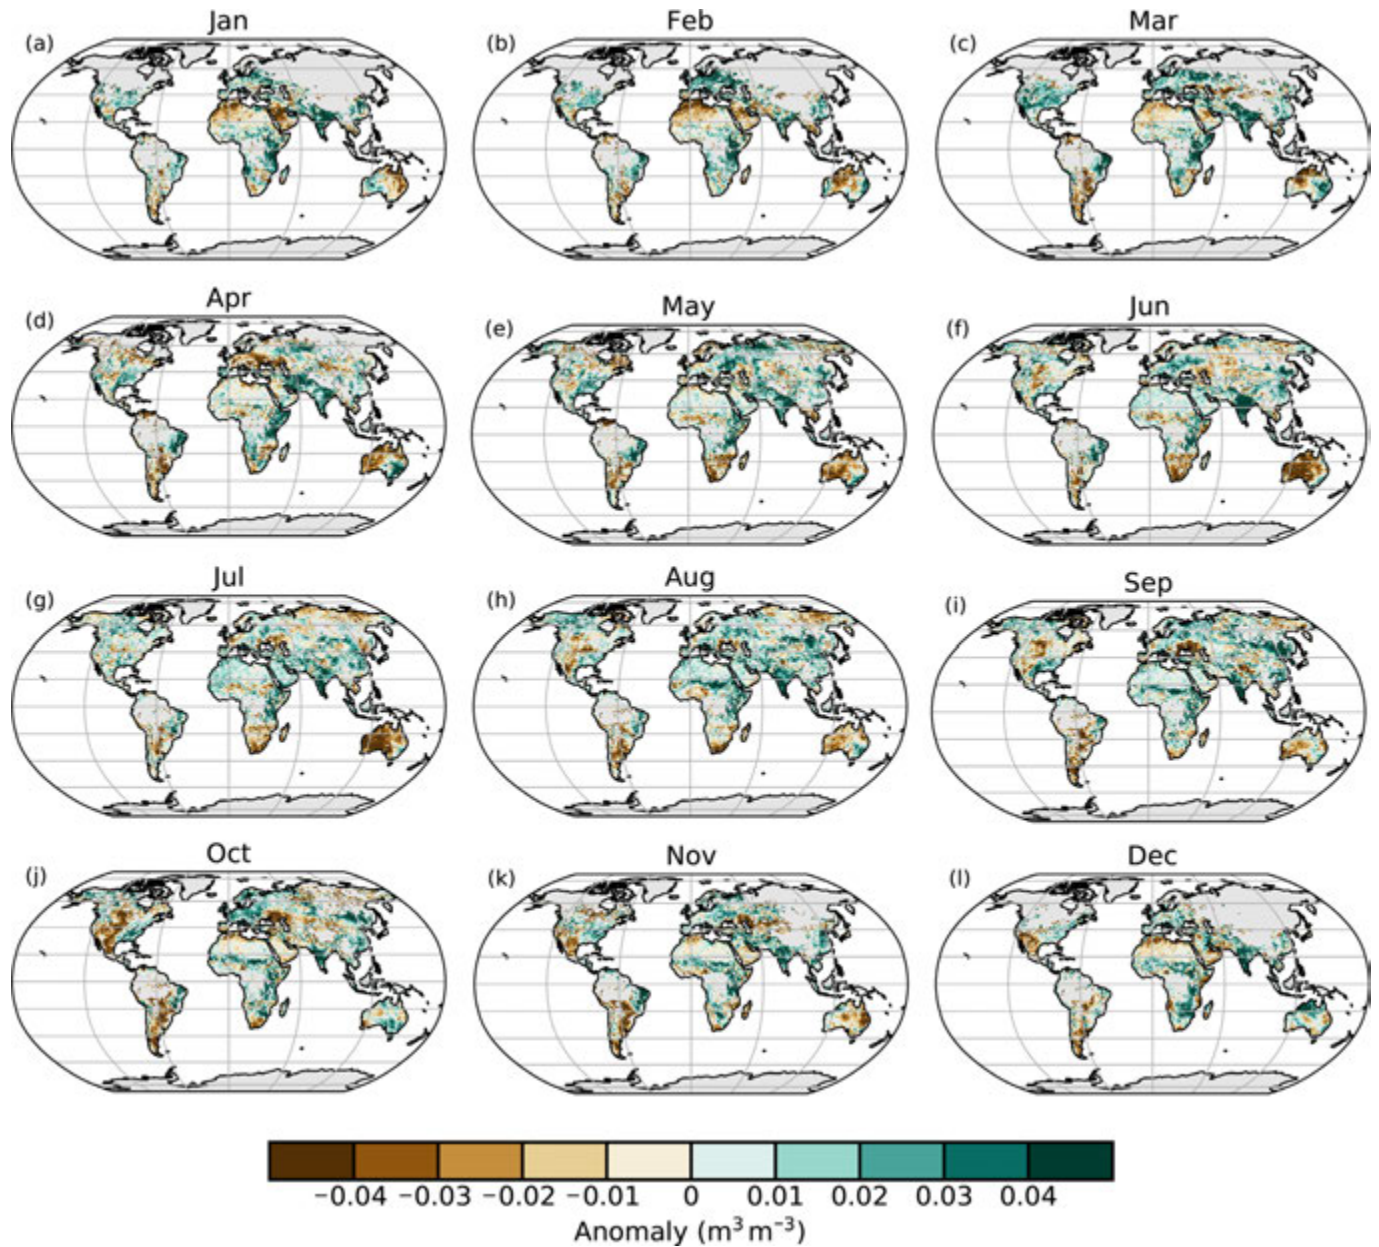 Jan
Feb
Mar
(a)
(b)
(c)
Apr
May
Jun
(d)
(e)
(f)
Jul
Aug
Sep
(g)
(h)
(i)
Oct
Nov
Dec
(j)
(k)
(l)
−0.04 −0.03 −0.02 −0.01 0 0.01 0.02 0.03 0.04
Anomaly (m³ m⁻³)